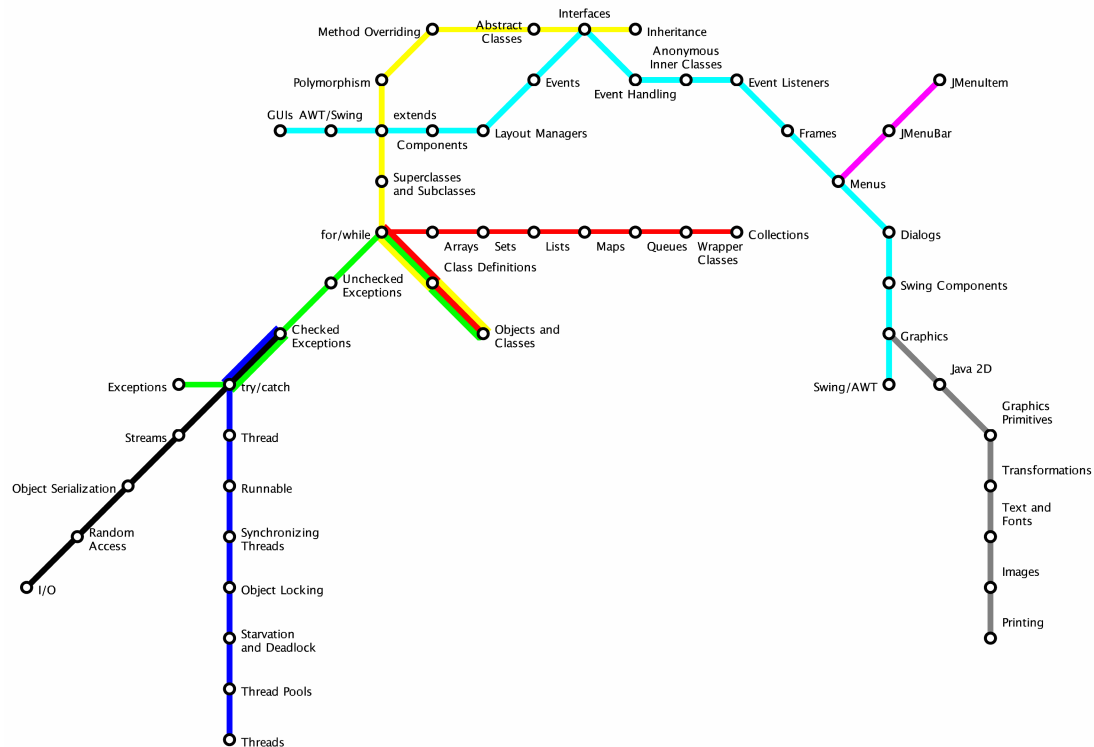 Interfaces
Method Overriding
Abstract
Classes
Inheritance
Anonymous
Inner Classes
Polymorphism
Events
Event Handling
Event Listeners
JMenuItem
GUIs
AWT/Swing
extends
Components
Layout Managers
Frames
JMenuBar
Superclasses
and Subclasses
Menus
for/while
Arrays
Sets
Lists
Maps
Queues
Wrapper
Classes
Collections
Dialogs
Class Definitions
Unchecked
Exceptions
Swing Components
Checked
Exceptions
Objects and
Classes
Graphics
Exceptions
try/catch
Swing/AWT
Java 2D
Graphics
Primitives
Streams
Thread
Transformations
Object Serialization
Runnable
Text and
Fonts
Random
Access
Synchronizing
Threads
Images
I/O
Object Locking
Printing
Starvation
and Deadlock
Thread Pools
Threads